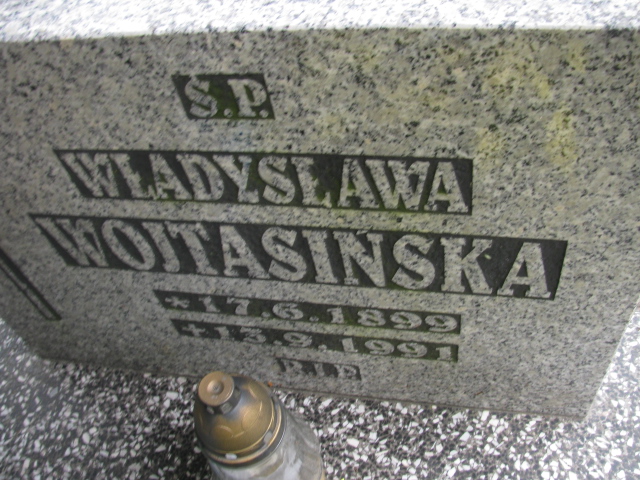 Ś.P.
WŁADYSŁAWA
WOJTASIŃSKA
*17.6.1899
+13.9.1991
R.I.P.